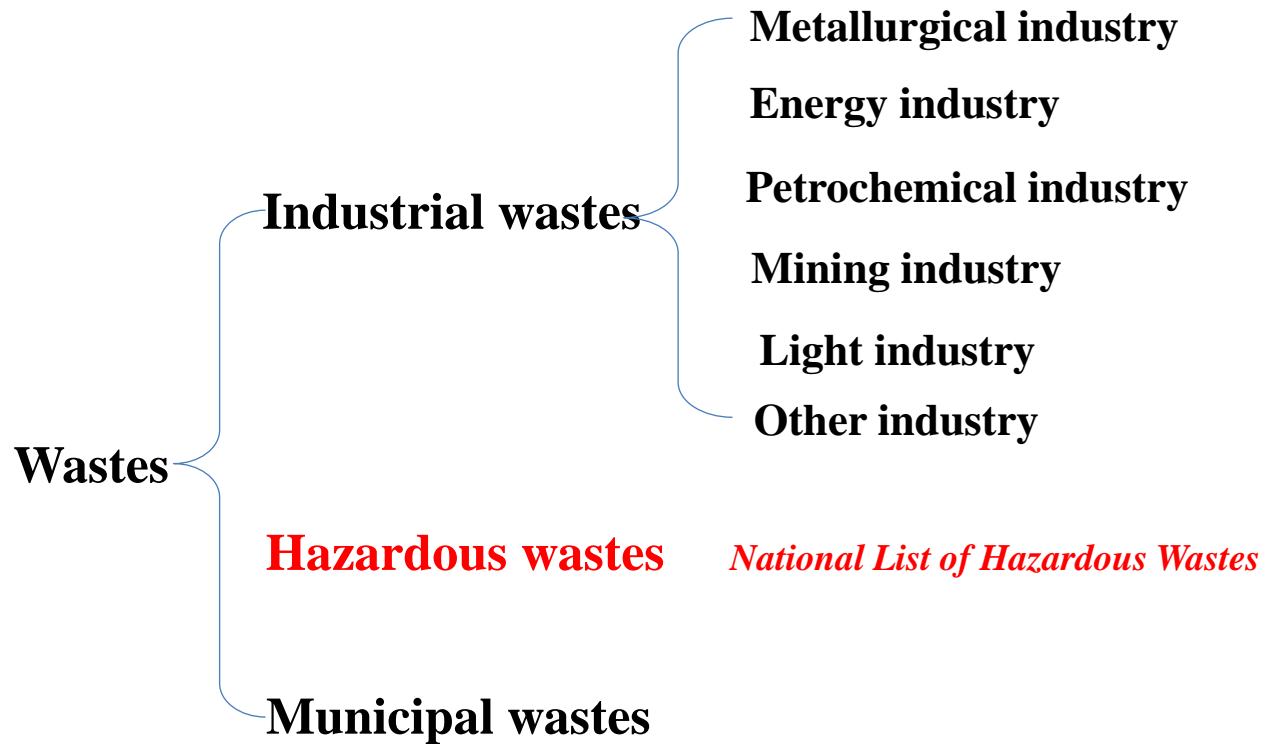 Metallurgical industry
Energy industry
Petrochemical industry
Industrial wastes
Mining industry
Light industry
Other industry
Wastes
Hazardous wastes
National List of Hazardous Wastes
Municipal wastes